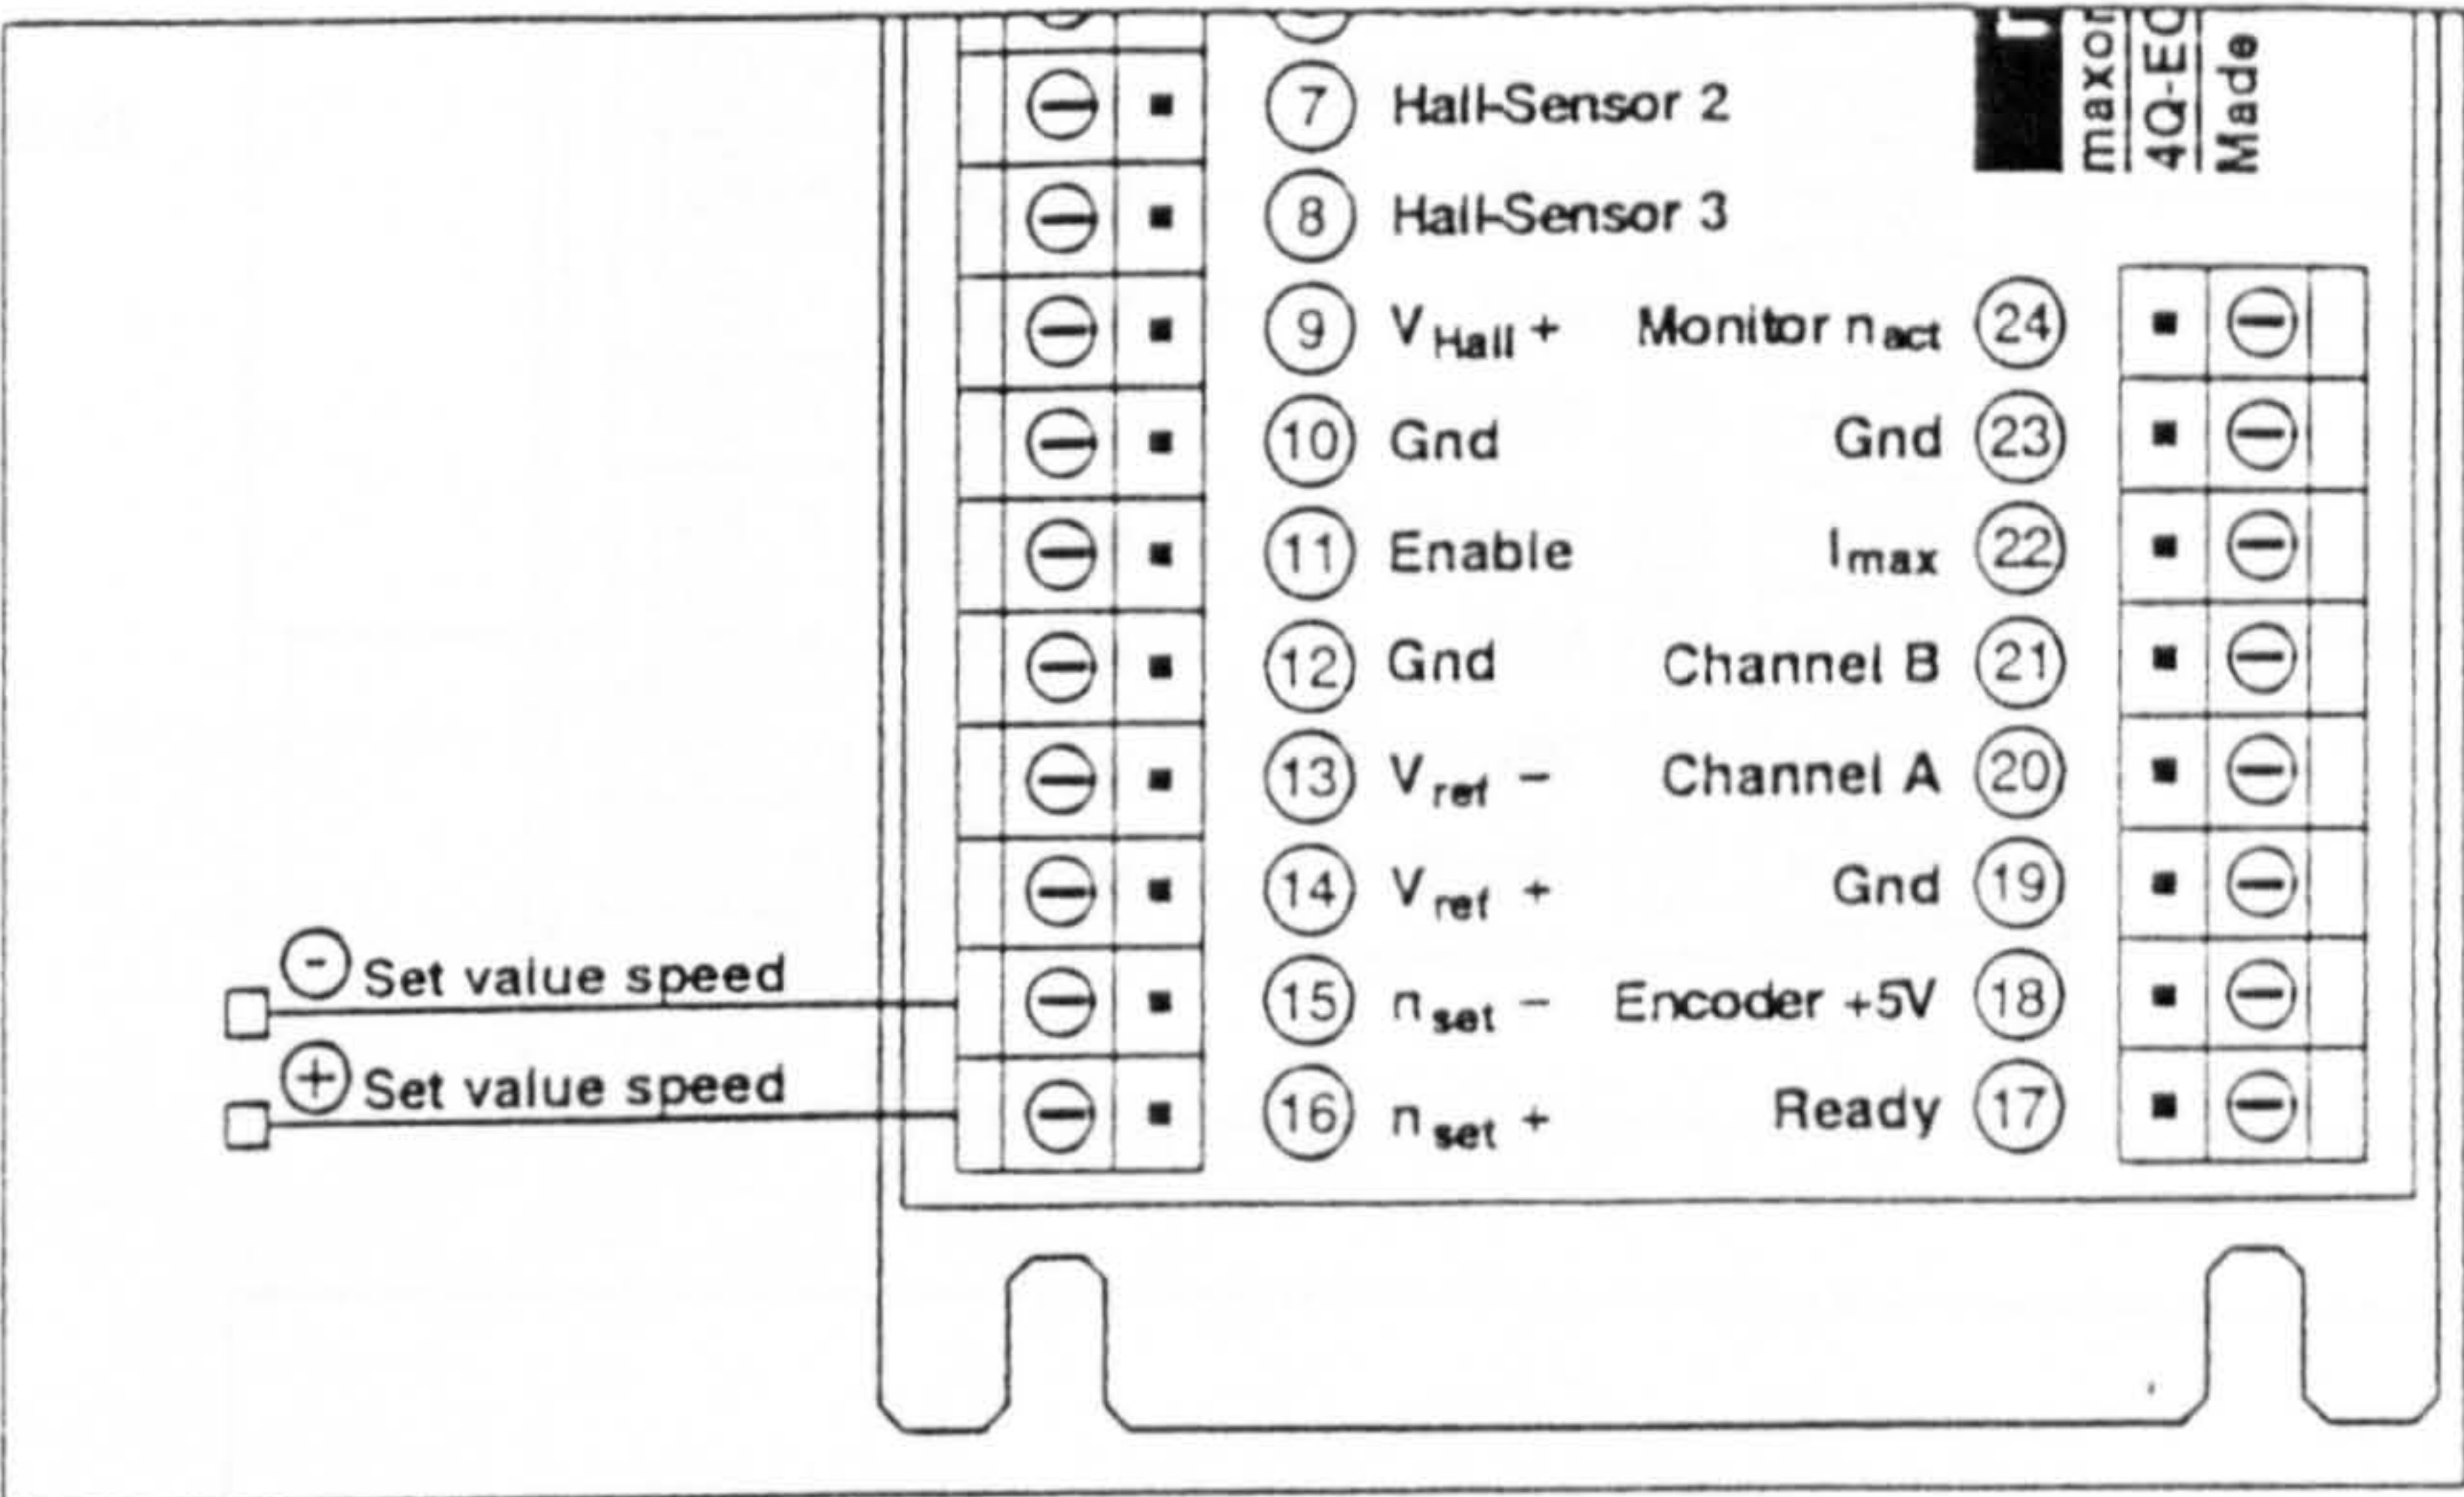 7 Hall-Sensor 2
8 Hall-Sensor 3
9 V Hall +
10 Gnd
11 Enable
12 Gnd
13 V ref −
14 V ref +
15 n set −
16 n set +
- Set value speed
+ Set value speed
maxon
4Q-EC
Made
Monitor n act 24
Gnd 23
I max 22
Channel B 21
Channel A 20
Gnd 19
Encoder +5V 18
Ready 17